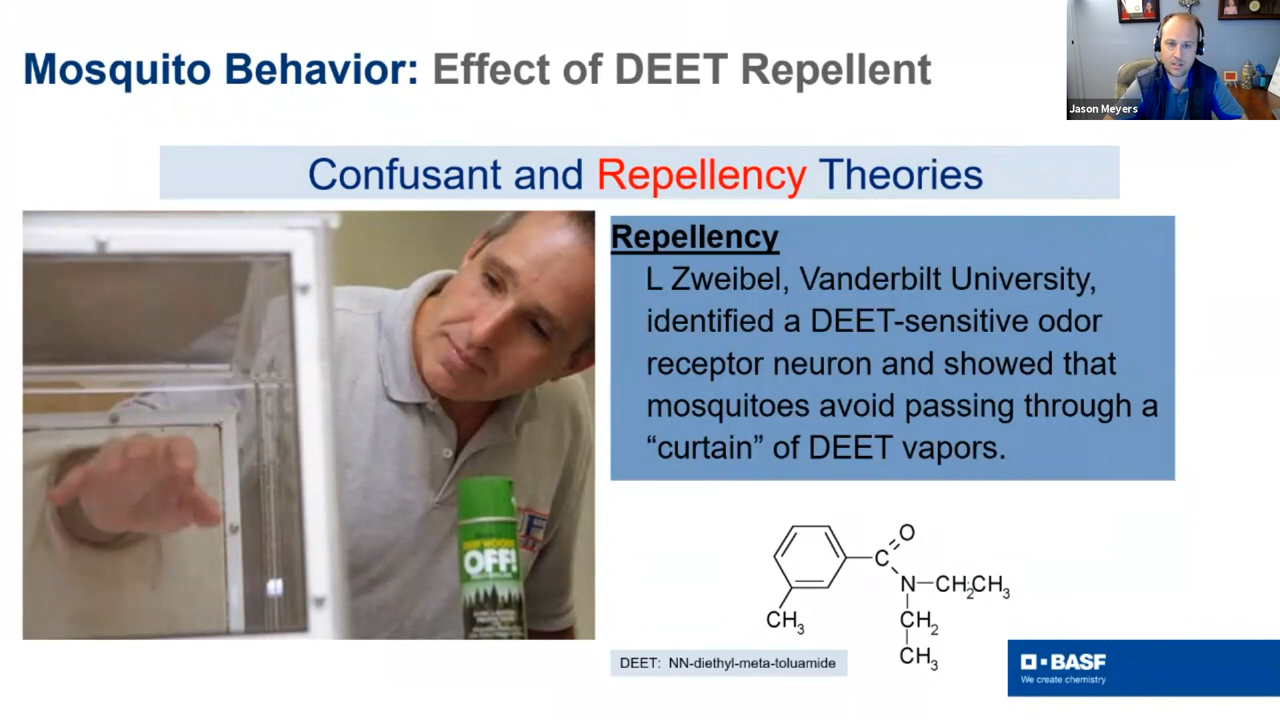 Mosquito Behavior: Effect of DEET Repellent
Jason Meyers
Confusant and Repellency Theories
Repellency
L Zweibel, Vanderbilt University,
identified a DEET-sensitive odor
receptor neuron and showed that
mosquitoes avoid passing through a
“curtain” of DEET vapors.
OFF!
O
C
N–CH2CH3
CH3
CH2
CH3
DEET: NN-diethyl-meta-toluamide
BASF
We create chemistry